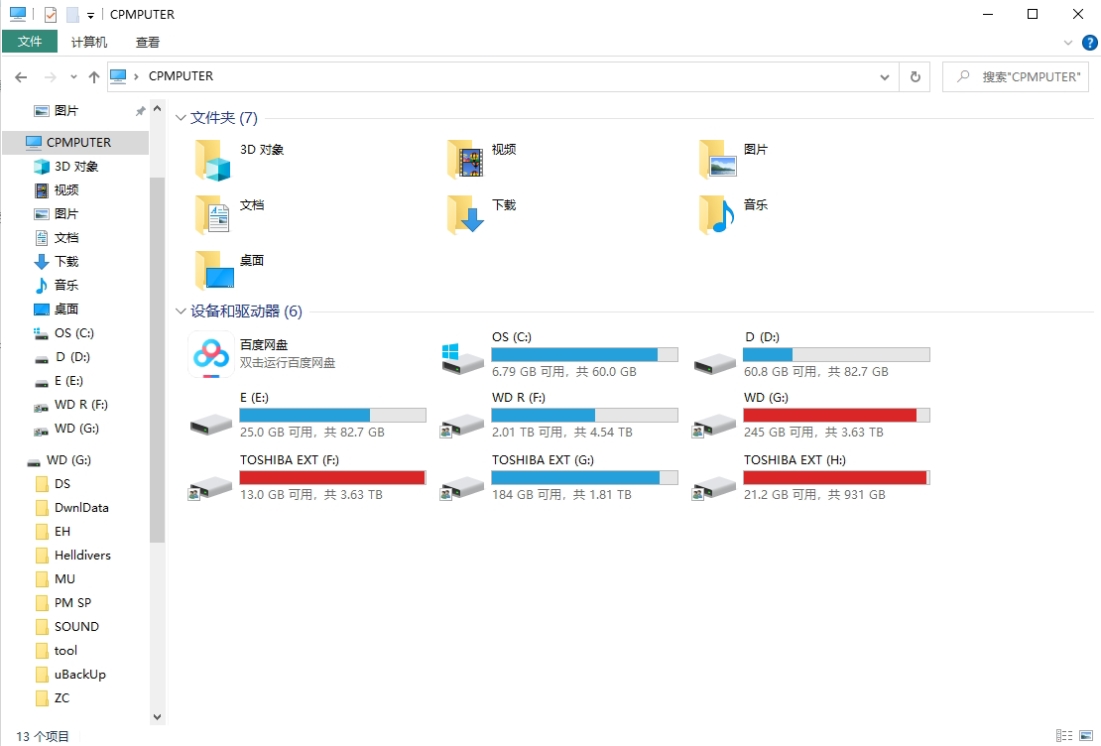 CPMPUTER
文件 计算机 查看
CPMPUTER 搜索"CPMPUTER"
图片
CPMPUTER
3D 对象
视频
图片
文档
下载
音乐
桌面
OS (C:)
D (D:)
E (E:)
WD R (F:)
WD (G:)
WD (G:)
DS
DwnlData
EH
Helldivers
MU
PM SP
SOUND
tool
uBackUp
ZC
文件夹 (7)
3D 对象 视频 图片
文档 下载 音乐
桌面
设备和驱动器 (6)
百度网盘
双击运行百度网盘
OS (C:)
6.79 GB 可用，共 60.0 GB
D (D:)
60.8 GB 可用，共 82.7 GB
E (E:)
25.0 GB 可用，共 82.7 GB
WD R (F:)
2.01 TB 可用，共 4.54 TB
WD (G:)
245 GB 可用，共 3.63 TB
TOSHIBA EXT (F:)
13.0 GB 可用，共 3.63 TB
TOSHIBA EXT (G:)
184 GB 可用，共 1.81 TB
TOSHIBA EXT (H:)
21.2 GB 可用，共 931 GB
13 个项目